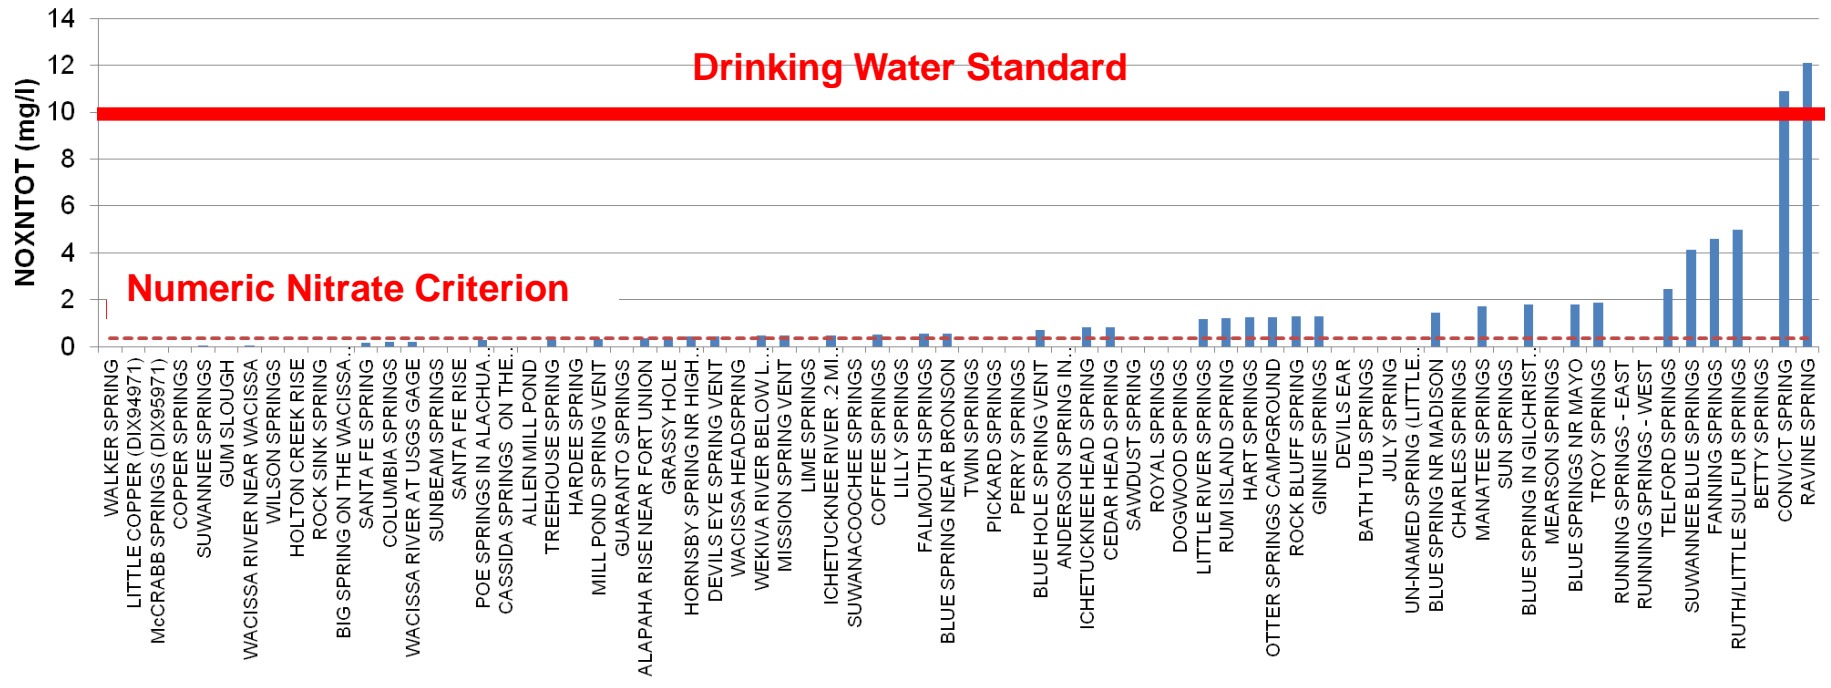 14
12
10
8
6
4
2
0
NOXNTOT (mg/l)
Drinking Water Standard
Numeric Nitrate Criterion
WALKER SPRING
LITTLE COPPER (DIX94971)
McCRABB SPRINGS (DIX95971)
COPPER SPRINGS
SUWANNEE SPRINGS
GUM SLOUGH
WACISSA RIVER NEAR WACISSA
WILSON SPRINGS
HOLTON CREEK RISE
ROCK SINK SPRING
BIG SPRING ON THE WACISSA…
SANTA FE SPRING
COLUMBIA SPRINGS
WACISSA RIVER AT USGS GAGE
SUNBEAM SPRINGS
SANTA FE RISE
POE SPRINGS IN ALACHUA…
CASSIDA SPRINGS ON THE…
ALLEN MILL POND
TREEHOUSE SPRING
HARDEE SPRING
MILL POND SPRING VENT
GUARANTO SPRINGS
ALAPAHA RISE NEAR FORT UNION
GRASSY HOLE
HORNSBY SPRING NR HIGH…
DEVILS EYE SPRING VENT
WACISSA HEADSPRING
WEKIVA RIVER BELOW L…
MISSION SPRING VENT
LIME SPRINGS
ICHETUCKNEE RIVER .2 MI…
SUWANACOOCHEE SPRINGS
COFFEE SPRINGS
LILLY SPRINGS
FALMOUTH SPRINGS
BLUE SPRING NEAR BRONSON
TWIN SPRINGS
PICKARD SPRINGS
PERRY SPRINGS
BLUE HOLE SPRING VENT
ANDERSON SPRING IN…
ICHETUCKNEE HEAD SPRING
CEDAR HEAD SPRING
SAWDUST SPRING
ROYAL SPRINGS
DOGWOOD SPRINGS
LITTLE RIVER SPRINGS
RUM ISLAND SPRING
HART SPRINGS
OTTER SPRINGS CAMPGROUND
ROCK BLUFF SPRING
GINNIE SPRINGS
DEVILS EAR
BATH TUB SPRINGS
JULY SPRING
UN-NAMED SPRING (LITTLE…
BLUE SPRING NR MADISON
CHARLES SPRINGS
MANATEE SPRINGS
SUN SPRINGS
BLUE SPRING IN GILCHRIST…
MEARSON SPRINGS
BLUE SPRINGS NR MAYO
TROY SPRINGS
RUNNING SPRINGS - EAST
RUNNING SPRINGS - WEST
TELFORD SPRINGS
SUWANNEE BLUE SPRINGS
FANNING SPRINGS
RUTH/LITTLE SULFUR SPRINGS
BETTY SPRINGS
CONVICT SPRING
RAVINE SPRING